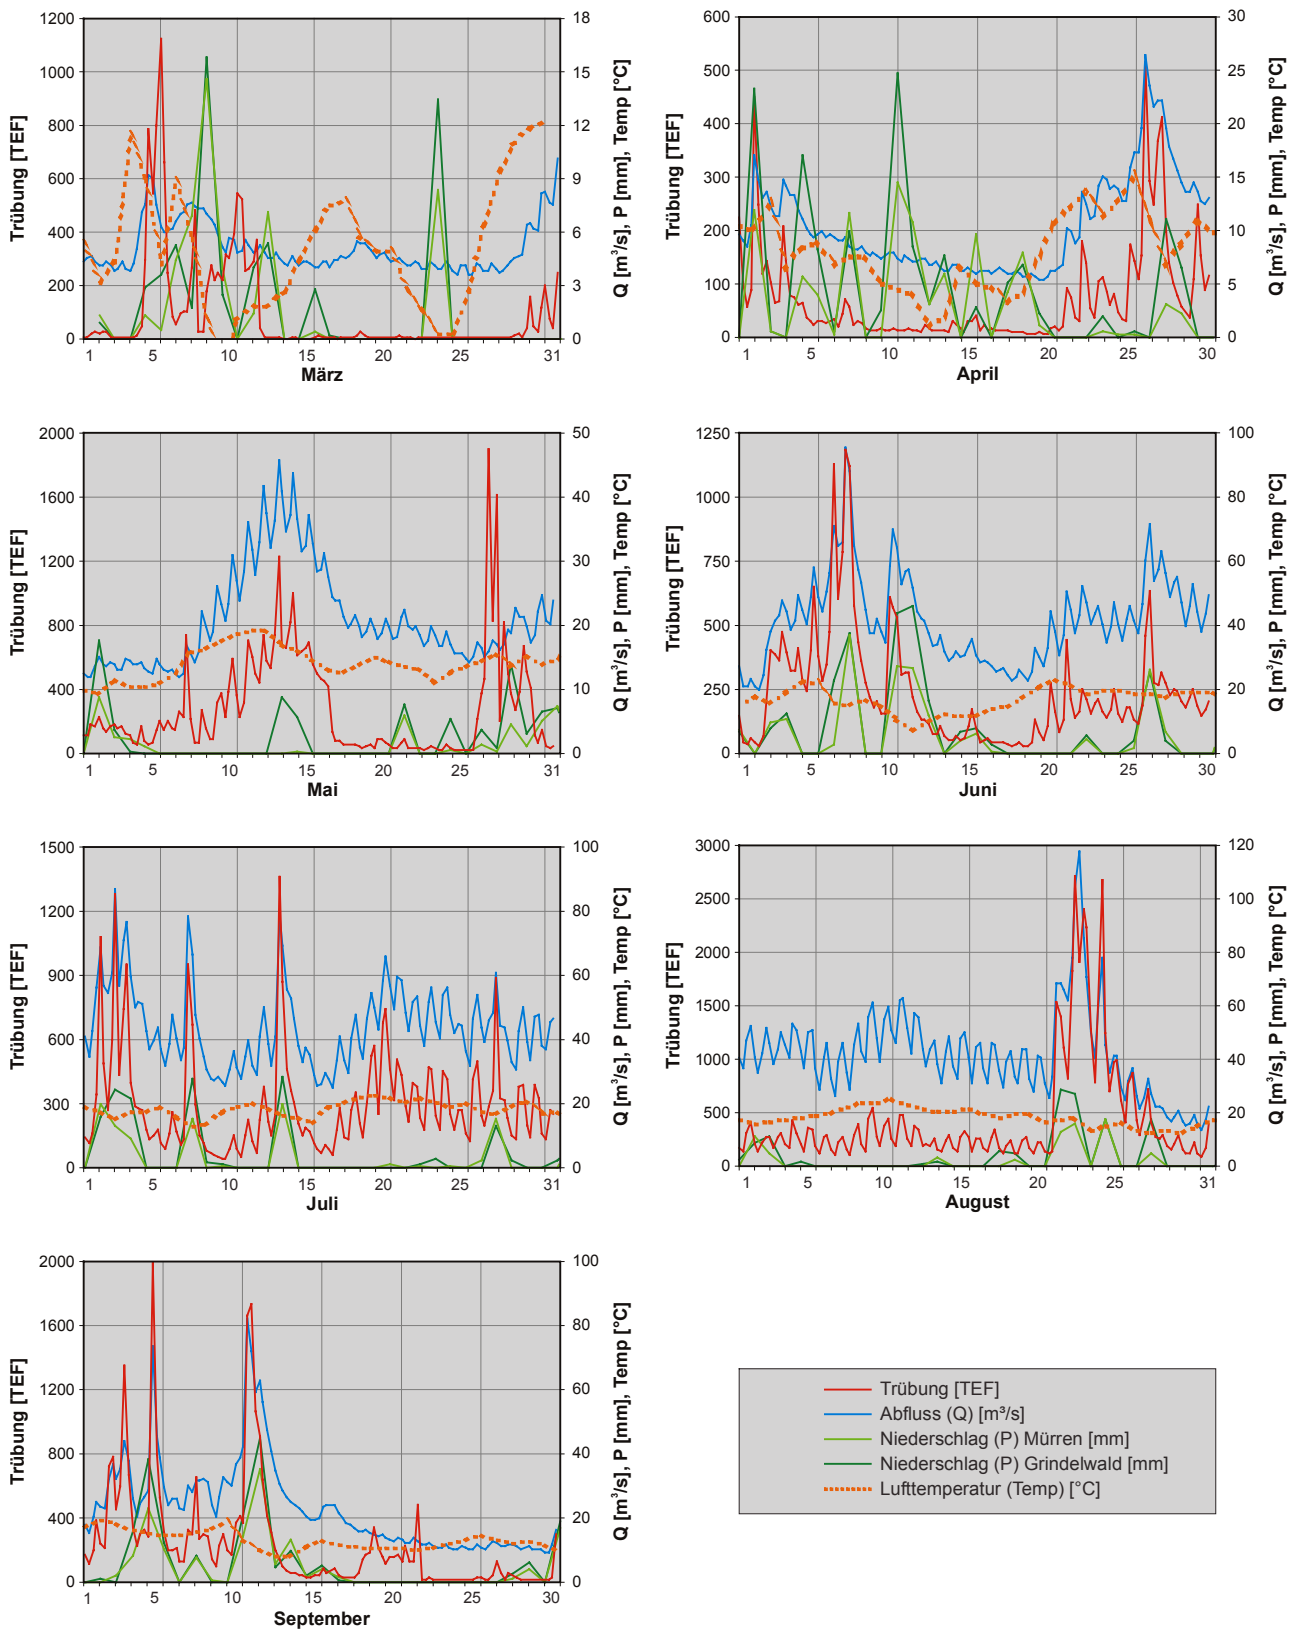 1200
1000
800
600
400
200
0
18
15
12
9
6
3
0
Trübung [TEF]
Q [m³/s], P [mm], Temp [°C]
1 5 10 15 20 25 31
März
600
500
400
300
200
100
0
30
25
20
15
10
5
0
Trübung [TEF]
Q [m³/s], P [mm], Temp [°C]
1 5 10 15 20 25 30
April
2000
1600
1200
800
400
0
50
40
30
20
10
0
Trübung [TEF]
Q [m³/s], P [mm], Temp [°C]
1 5 10 15 20 25 31
Mai
1250
1000
750
500
250
0
100
80
60
40
20
0
Trübung [TEF]
Q [m³/s], P [mm], Temp [°C]
1 5 10 15 20 25 30
Juni
1500
1200
900
600
300
0
100
80
60
40
20
0
Trübung [TEF]
Q [m³/s], P [mm], Temp [°C]
1 5 10 15 20 25 31
Juli
3000
2500
2000
1500
1000
500
0
120
100
80
60
40
20
0
Trübung [TEF]
Q [m³/s], P [mm], Temp [°C]
1 5 10 15 20 25 31
August
2000
1600
1200
800
400
0
100
80
60
40
20
0
Trübung [TEF]
Q [m³/s], P [mm], Temp [°C]
1 5 10 15 20 25 30
September
Trübung [TEF]
Abfluss (Q) [m³/s]
Niederschlag (P) Mürren [mm]
Niederschlag (P) Grindelwald [mm]
Lufttemperatur (Temp) [°C]